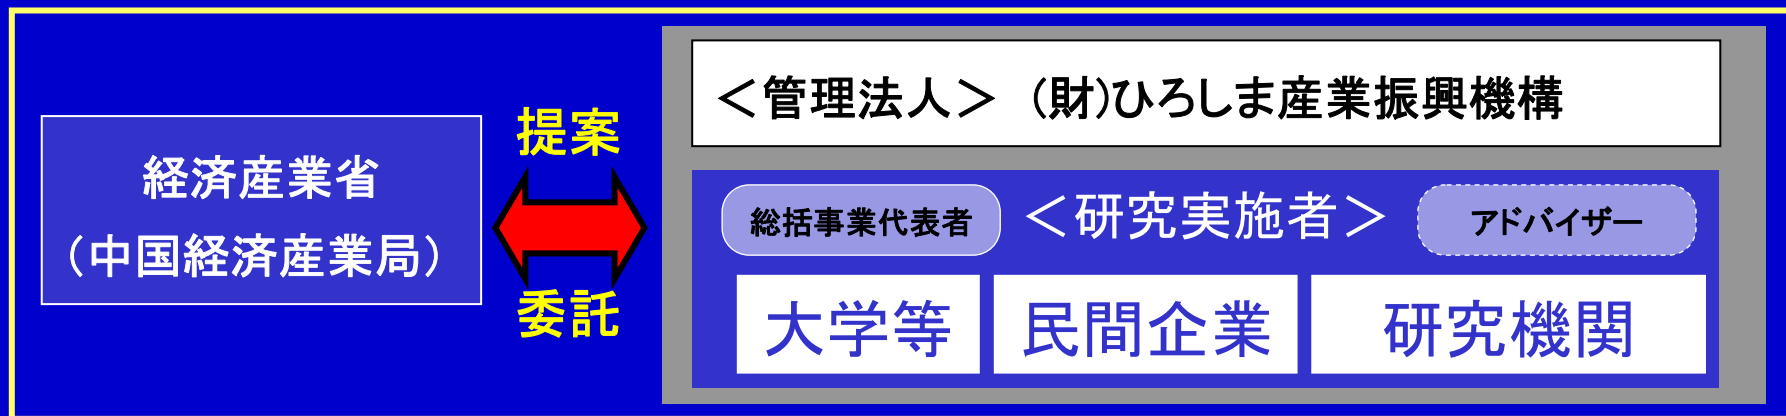 経済産業省
（中国経済産業局）
提案
委託
＜管理法人＞ (財)ひろしま産業振興機構
総括事業代表者
＜研究実施者＞
アドバイザー
大学等
民間企業
研究機関